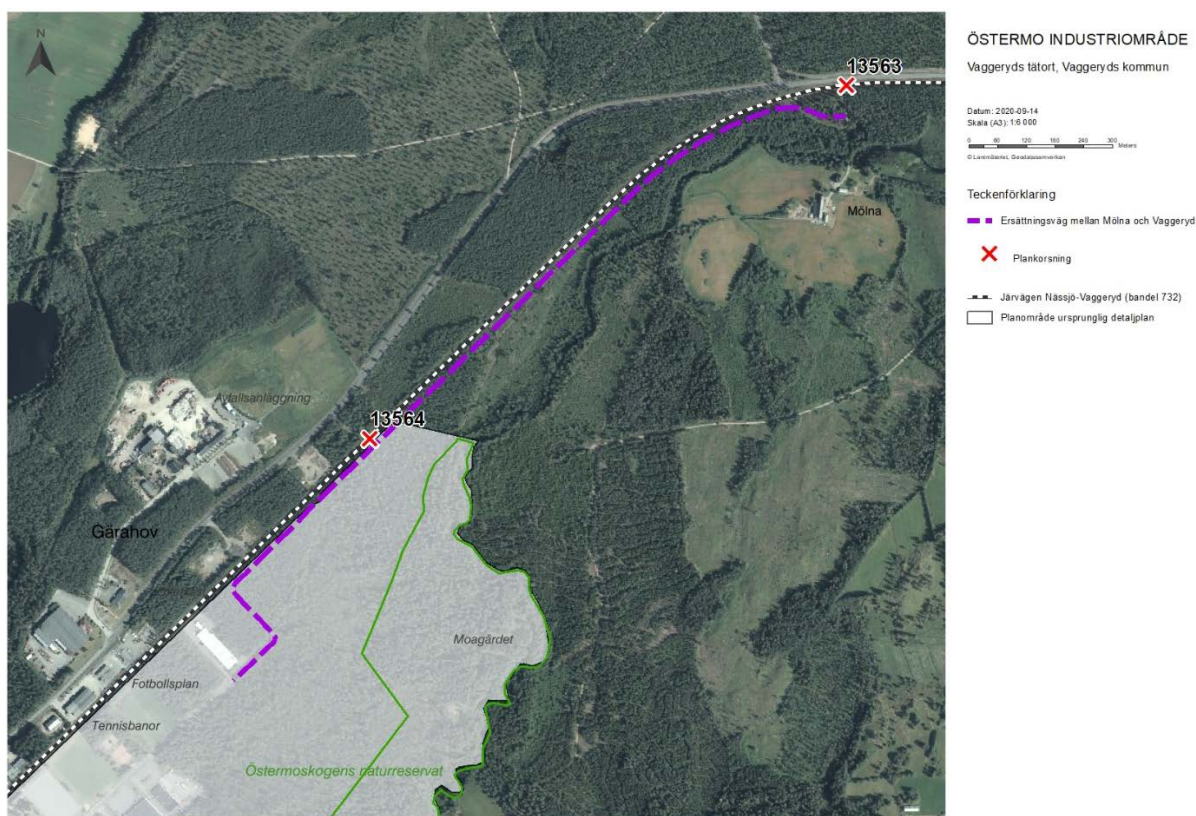 N
13563
Mölna
Avfallsanläggning
13564
Gärahov
Moagärdet
Fotbollsplan
Tennisbanor
Östermoskogens naturreservat
ÖSTERMO INDUSTRIOMRÅDE
Vaggeryds tätort, Vaggeryds kommun
Datum: 2020-09-14
Skala (A3): 1:6 000
0 60 120 180 240 300 Meters
© Lantmäteriet, Geodatasamverkan
Teckenförklaring
Ersättningsväg mellan Mölna och Vaggeryd
Plankorsning
Järvägen Nässjö-Vaggeryd (bandel 732)
Planområde ursprunglig detaljplan